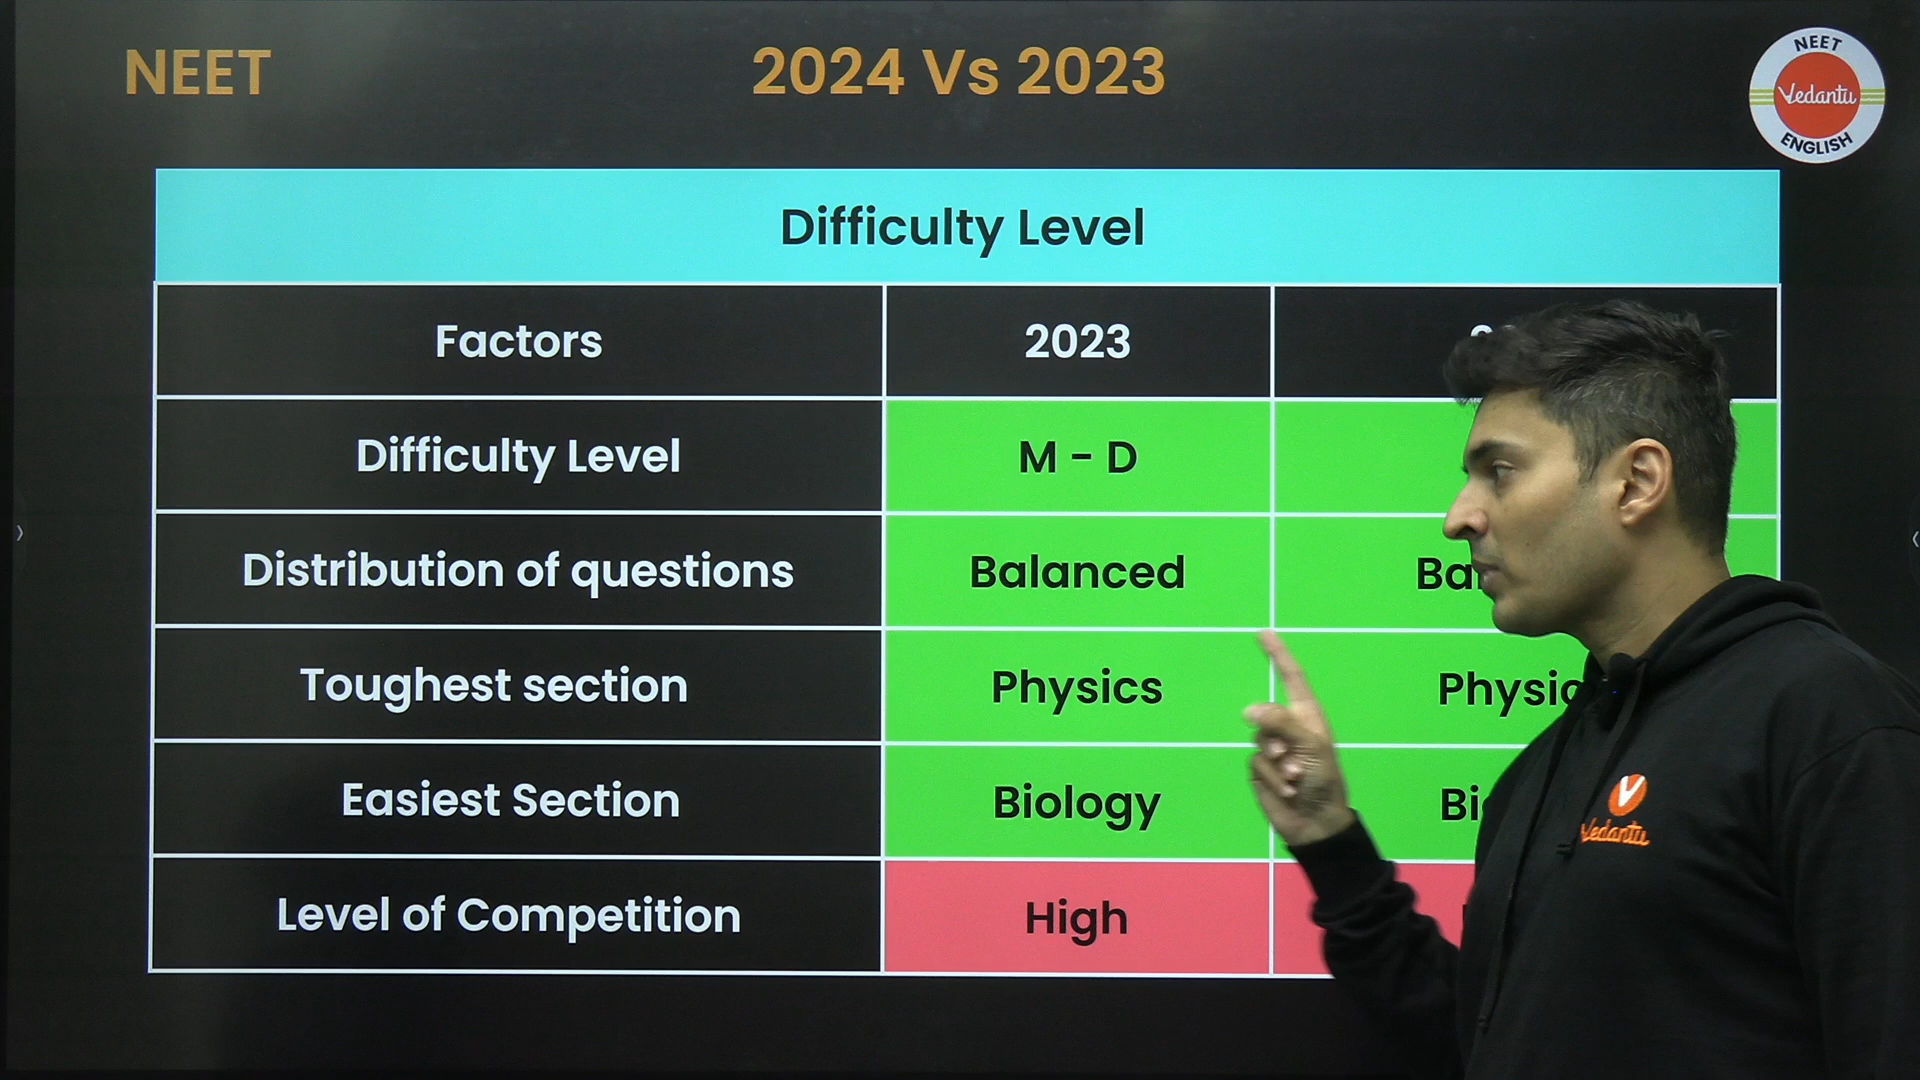 NEET
2024 Vs 2023
NEET
Vedantu
ENGLISH
Difficulty Level
Factors 2023
Difficulty Level M - D
Distribution of questions Balanced
Toughest section Physics
Easiest Section Biology
Level of Competition High
V
Vedantu